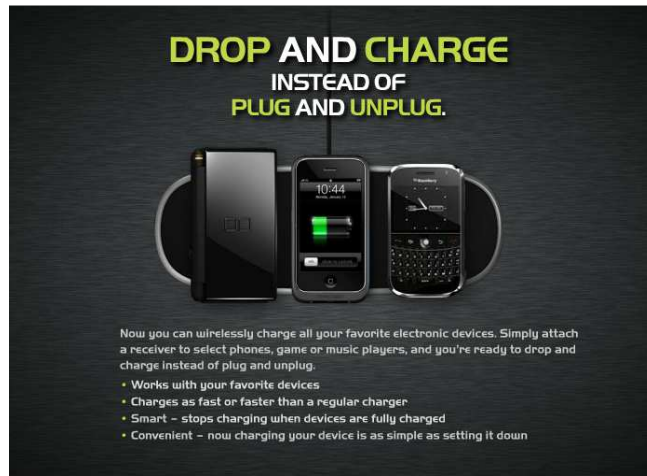 DROP AND CHARGE
INSTEAD OF
PLUG AND UNPLUG.
10:44
BlackBerry
Now you can wirelessly charge all your favorite electronic devices. Simply attach
a receiver to select phones, game or music players, and you're ready to drop and
charge instead of plug and unplug.
• Works with your favorite devices
• Charges as fast or faster than a regular charger
• Smart – stops charging when devices are fully charged
• Convenient – now charging your device is as simple as setting it down